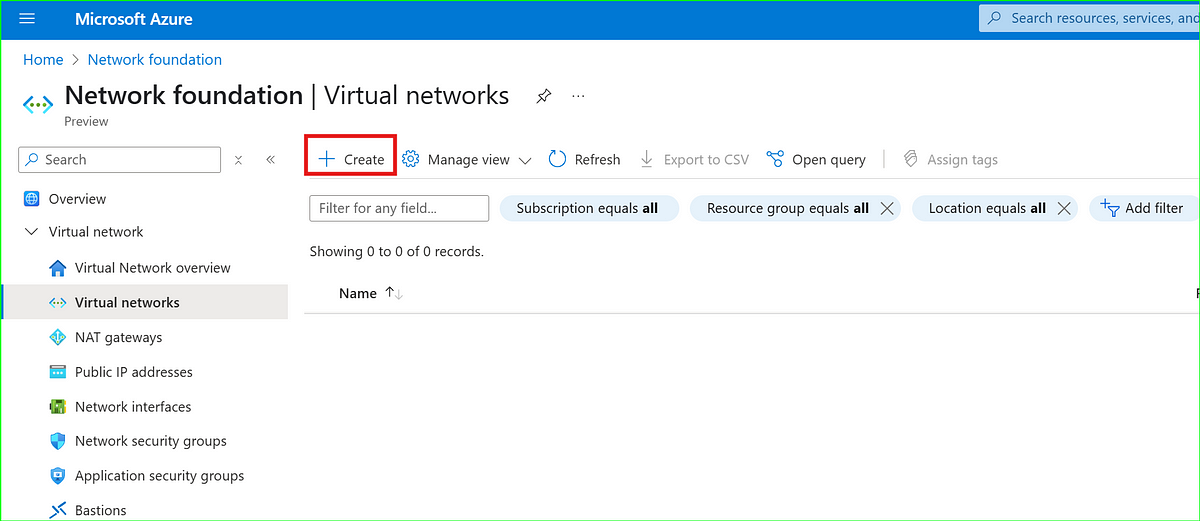 Microsoft Azure
Search resources, services, and
Home > Network foundation
Network foundation | Virtual networks ...
Preview
Search
Create
Manage view
Refresh
Export to CSV
Open query
Assign tags
Overview
Virtual network
Virtual Network overview
Virtual networks
NAT gateways
Public IP addresses
Network interfaces
Network security groups
Application security groups
Bastions
Filter for any field...
Subscription equals all
Resource group equals all
Location equals all
Add filter
Showing 0 to 0 of 0 records.
Name